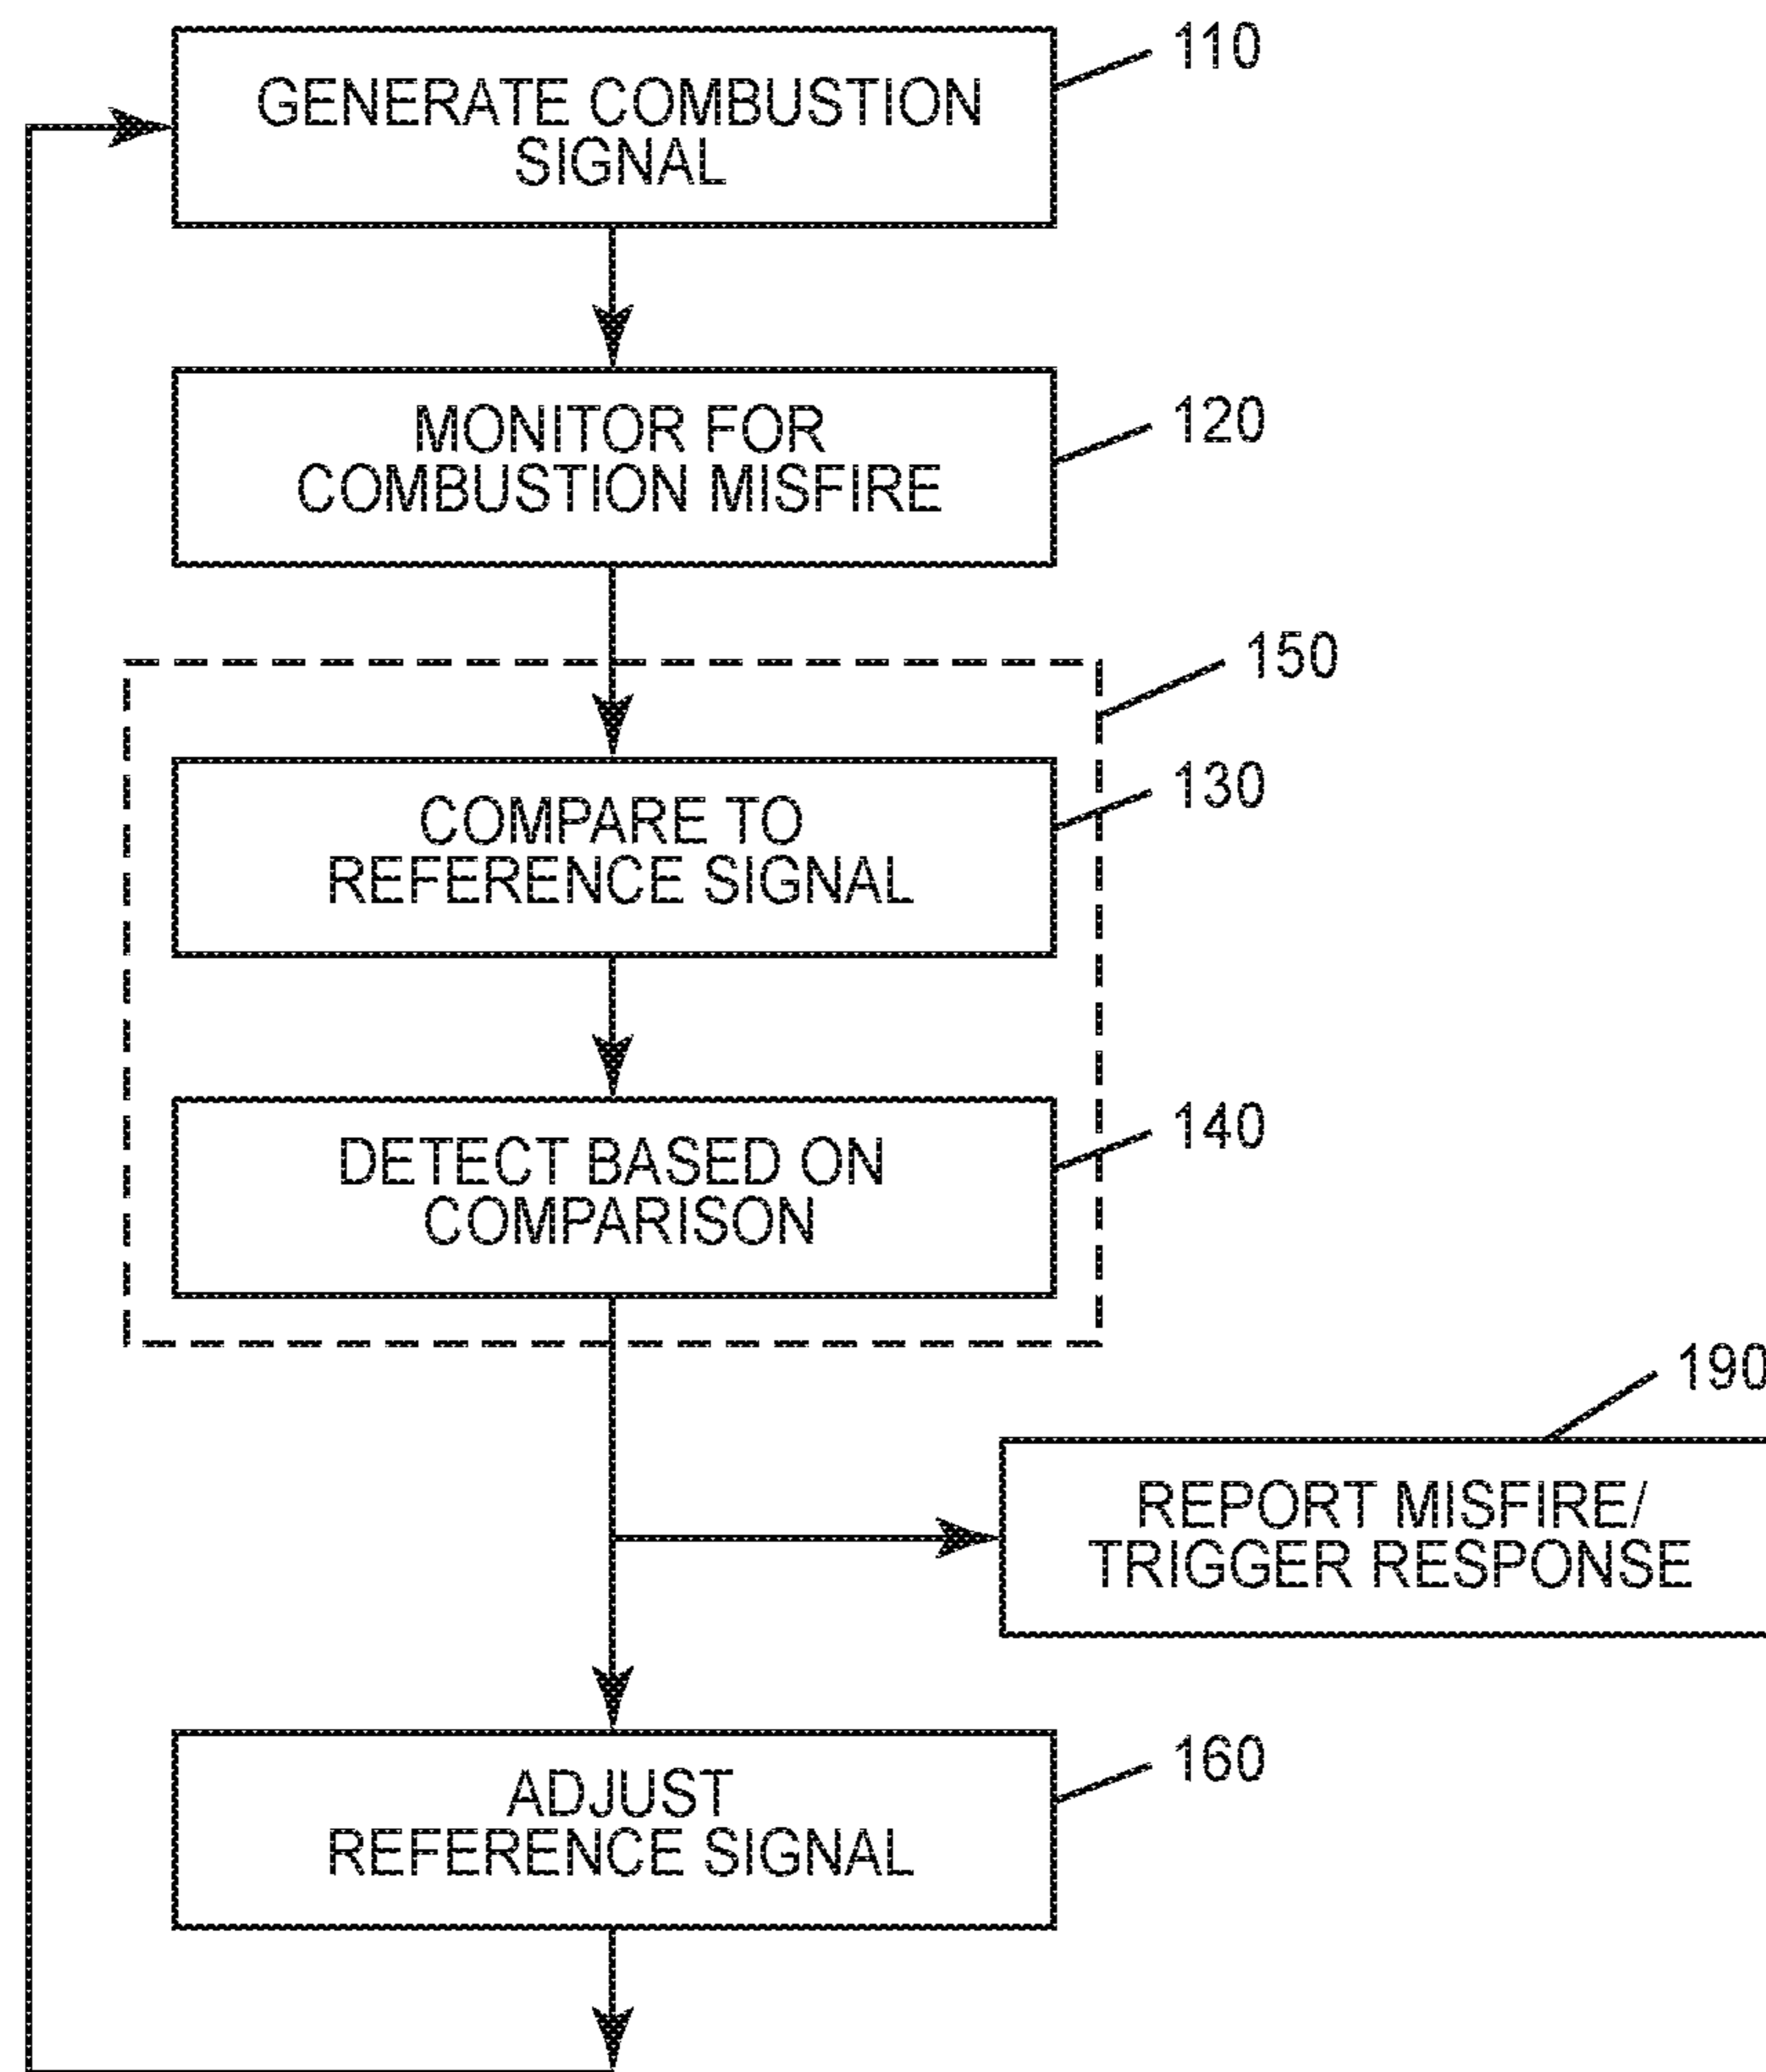 110
GENERATE COMBUSTION
SIGNAL
120
MONITOR FOR
COMBUSTION MISFIRE
150
130
COMPARE TO
REFERENCE SIGNAL
140
DETECT BASED ON
COMPARISON
190
REPORT MISFIRE/
TRIGGER RESPONSE
160
ADJUST
REFERENCE SIGNAL